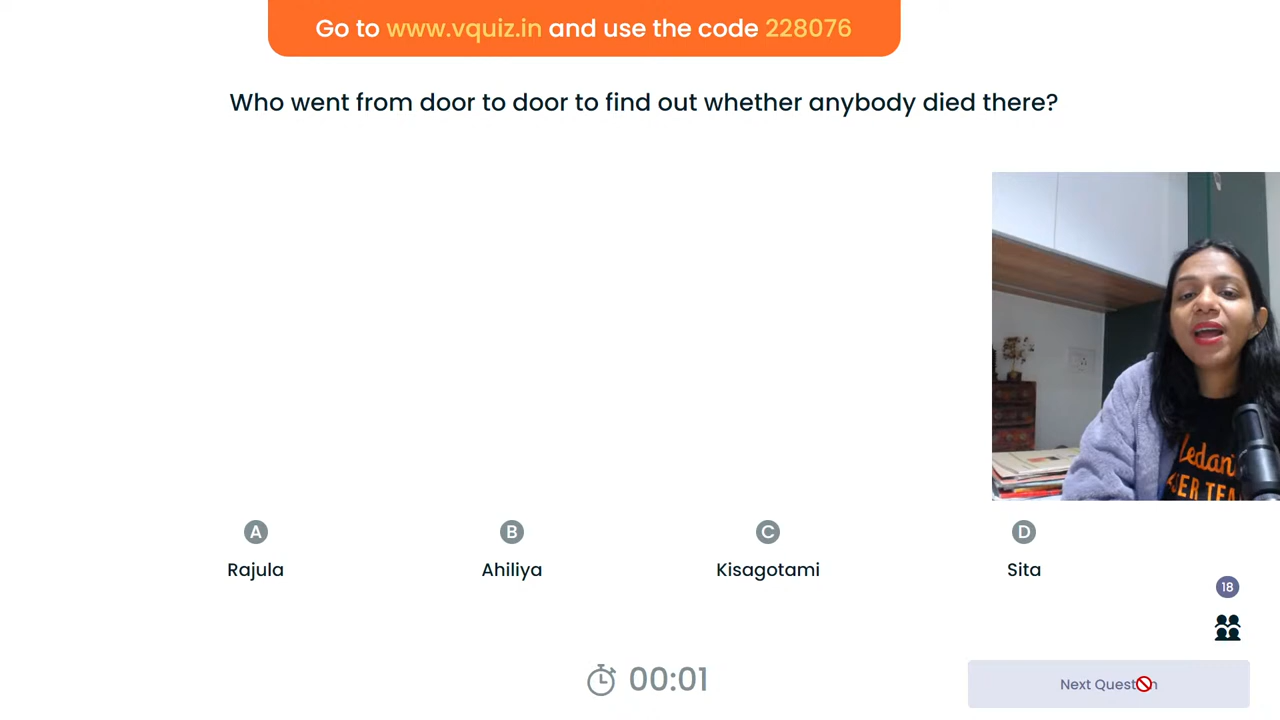 Go to www.vquiz.in and use the code 228076
Who went from door to door to find out whether anybody died there?
A
Rajula
B
Ahiliya
C
Kisagotami
D
Sita
18
00:01
Next Question